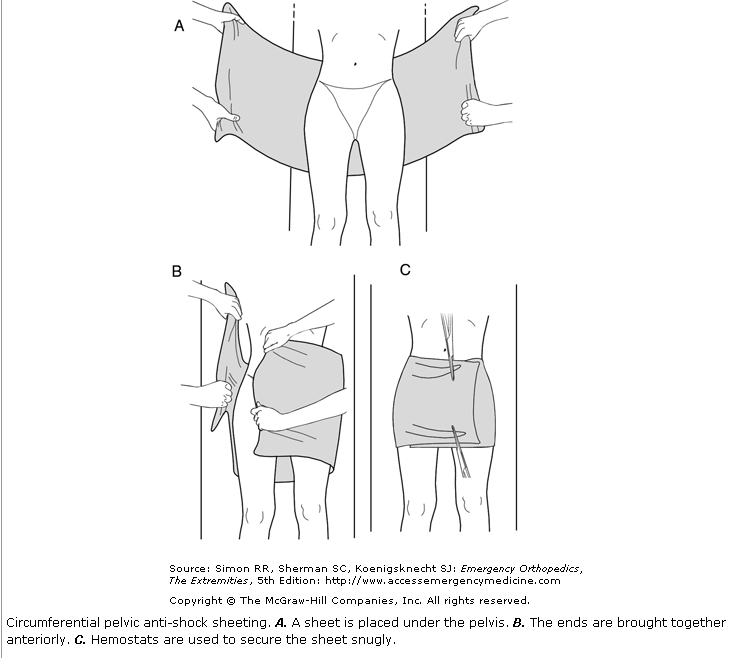 A
B
C
Source: Simon RR, Sherman SC, Koenigsknecht SJ: Emergency Orthopedics,
The Extremities, 5th Edition: http://www.accessemergencymedicine.com
Copyright © The McGraw-Hill Companies, Inc. All rights reserved.
Circumferential pelvic anti-shock sheeting. A. A sheet is placed under the pelvis. B. The ends are brought together
anteriorly. C. Hemostats are used to secure the sheet snugly.